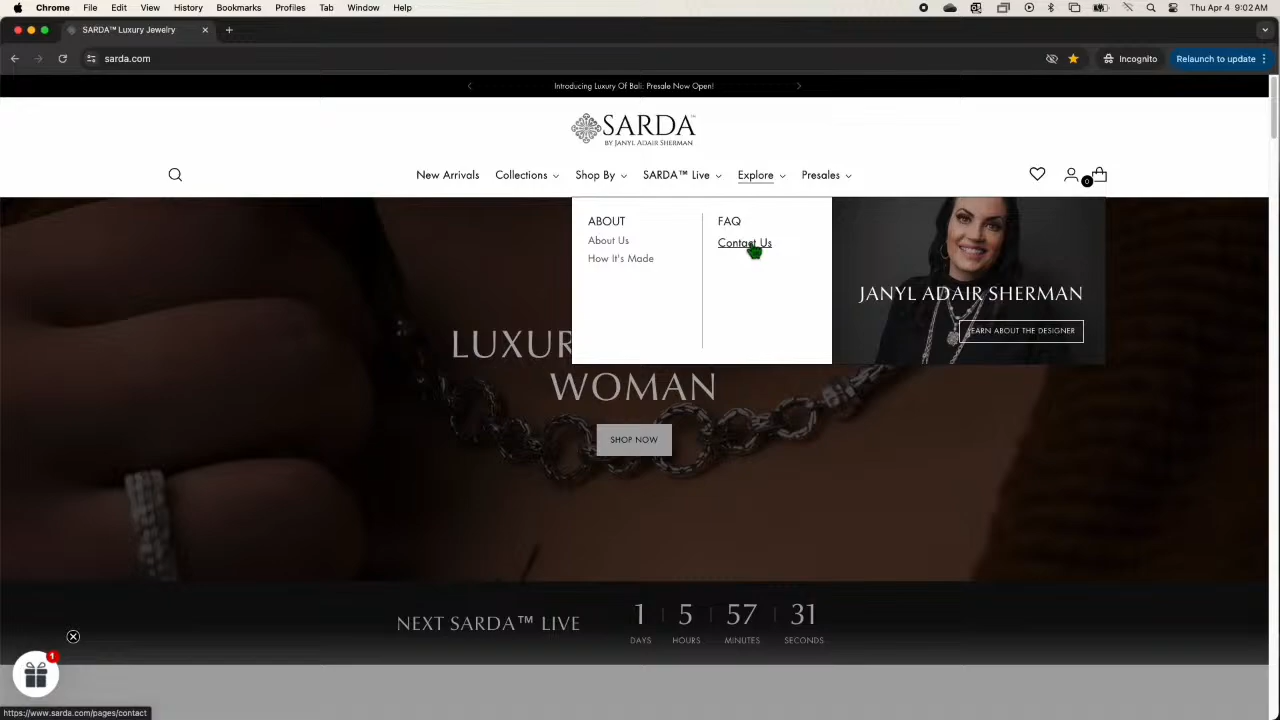 Chrome File Edit View History Bookmarks Profiles Tab Window Help
Thu Apr 4 9:02 AM
SARDA™ Luxury Jewelry
sarda.com
Incognito
Relaunch to update
Introducing Luxury Of Bali: Presale Now Open!
SARDA™
BY JANYL ADAIR SHERMAN
New Arrivals Collections Shop By SARDA™ Live Explore Presales
0
ABOUT
About Us
How It's Made
FAQ
Contact Us
JANYL ADAIR SHERMAN
LEARN ABOUT THE DESIGNER
WOMAN
SHOP NOW
NEXT SARDA™ LIVE
1 5 57 31
DAYS HOURS MINUTES SECONDS
1
https://www.sarda.com/pages/contact